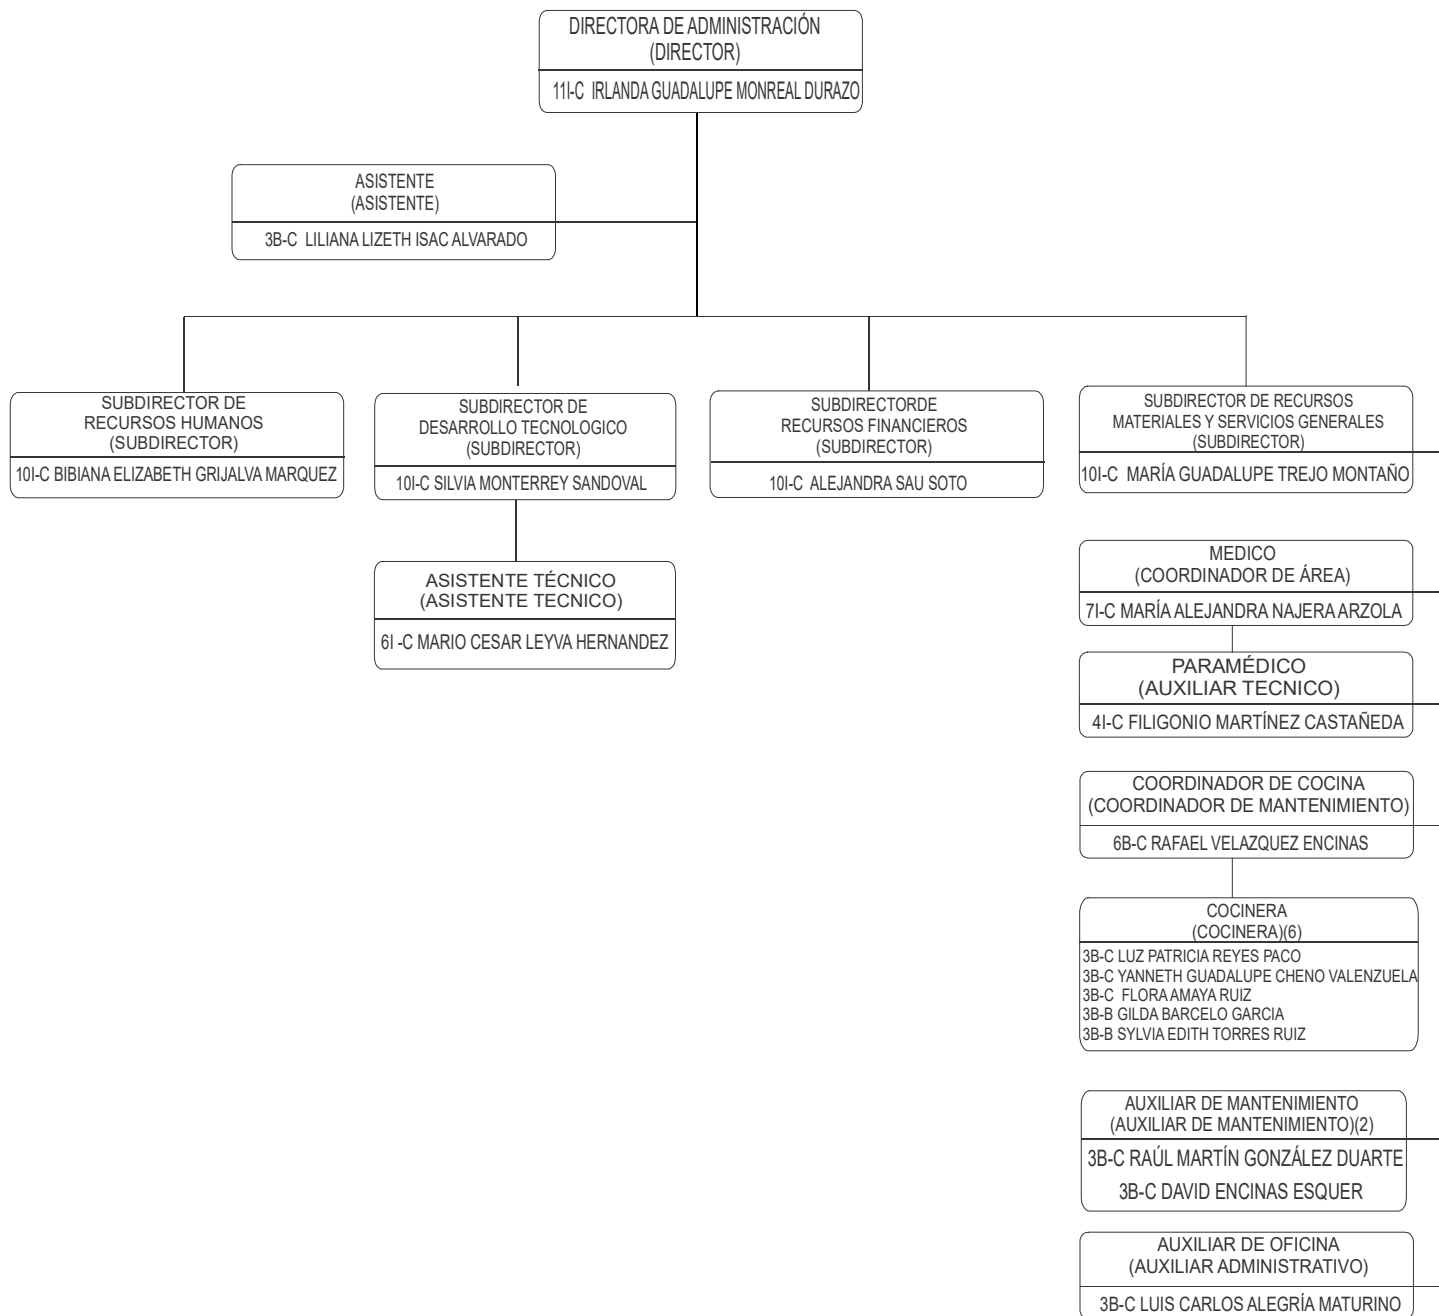 DIRECTORA DE ADMINISTRACIÓN
(DIRECTOR)
11I-C IRLANDA GUADALUPE MONREAL DURAZO
ASISTENTE
(ASISTENTE)
3B-C LILIANA LIZETH ISAC ALVARADO
SUBDIRECTOR DE
RECURSOS HUMANOS
(SUBDIRECTOR)
10I-C BIBIANA ELIZABETH GRIJALVA MARQUEZ
SUBDIRECTOR DE
DESARROLLO TECNOLOGICO
(SUBDIRECTOR)
10I-C SILVIA MONTERREY SANDOVAL
ASISTENTE TÉCNICO
(ASISTENTE TECNICO)
6I -C MARIO CESAR LEYVA HERNANDEZ
SUBDIRECTORDE
RECURSOS FINANCIEROS
(SUBDIRECTOR)
10I-C ALEJANDRA SAU SOTO
SUBDIRECTOR DE RECURSOS
MATERIALES Y SERVICIOS GENERALES
(SUBDIRECTOR)
10I-C MARÍA GUADALUPE TREJO MONTAÑO
MEDICO
(COORDINADOR DE ÁREA)
7I-C MARÍA ALEJANDRA NAJERA ARZOLA
PARAMÉDICO
(AUXILIAR TECNICO)
4I-C FILIGONIO MARTÍNEZ CASTAÑEDA
COORDINADOR DE COCINA
(COORDINADOR DE MANTENIMIENTO)
6B-C RAFAEL VELAZQUEZ ENCINAS
COCINERA
(COCINERA)(6)
3B-C LUZ PATRICIA REYES PACO
3B-C YANNETH GUADALUPE CHENO VALENZUELA
3B-C FLORA AMAYA RUIZ
3B-B GILDA BARCELO GARCIA
3B-B SYLVIA EDITH TORRES RUIZ
AUXILIAR DE MANTENIMIENTO
(AUXILIAR DE MANTENIMIENTO)(2)
3B-C RAÚL MARTÍN GONZÁLEZ DUARTE
3B-C DAVID ENCINAS ESQUER
AUXILIAR DE OFICINA
(AUXILIAR ADMINISTRATIVO)
3B-C LUIS CARLOS ALEGRÍA MATURINO